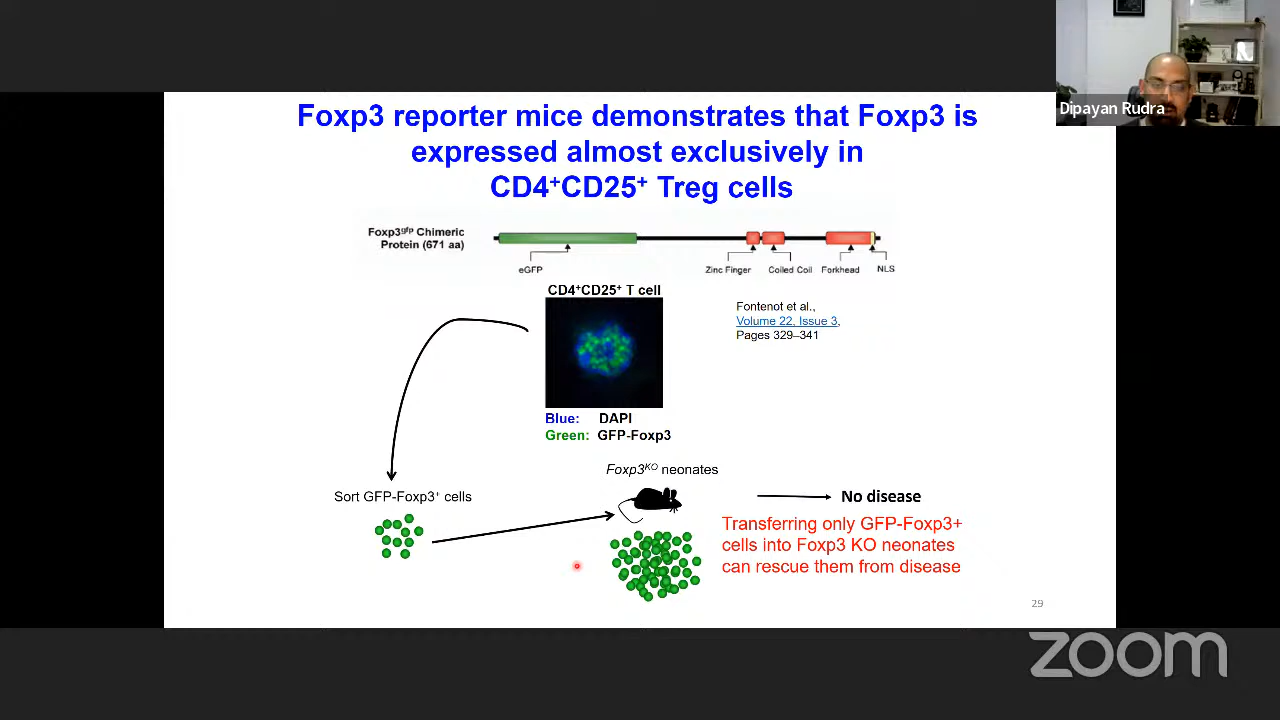 Dipayan Rudra
Foxp3 reporter mice demonstrates that Foxp3 is
expressed almost exclusively in
CD4⁺CD25⁺ Treg cells
Foxp3ᵍᶠᵖ Chimeric
Protein (671 aa)
eGFP
Zinc Finger
Coiled Coil
Forkhead
NLS
CD4⁺CD25⁺ T cell
Fontenot et al.,
Volume 22, Issue 3,
Pages 329–341
Blue: DAPI
Green: GFP-Foxp3
Foxp3ᴷᴼ neonates
Sort GFP-Foxp3⁺ cells
No disease
Transferring only GFP-Foxp3+
cells into Foxp3 KO neonates
can rescue them from disease
29
zoom